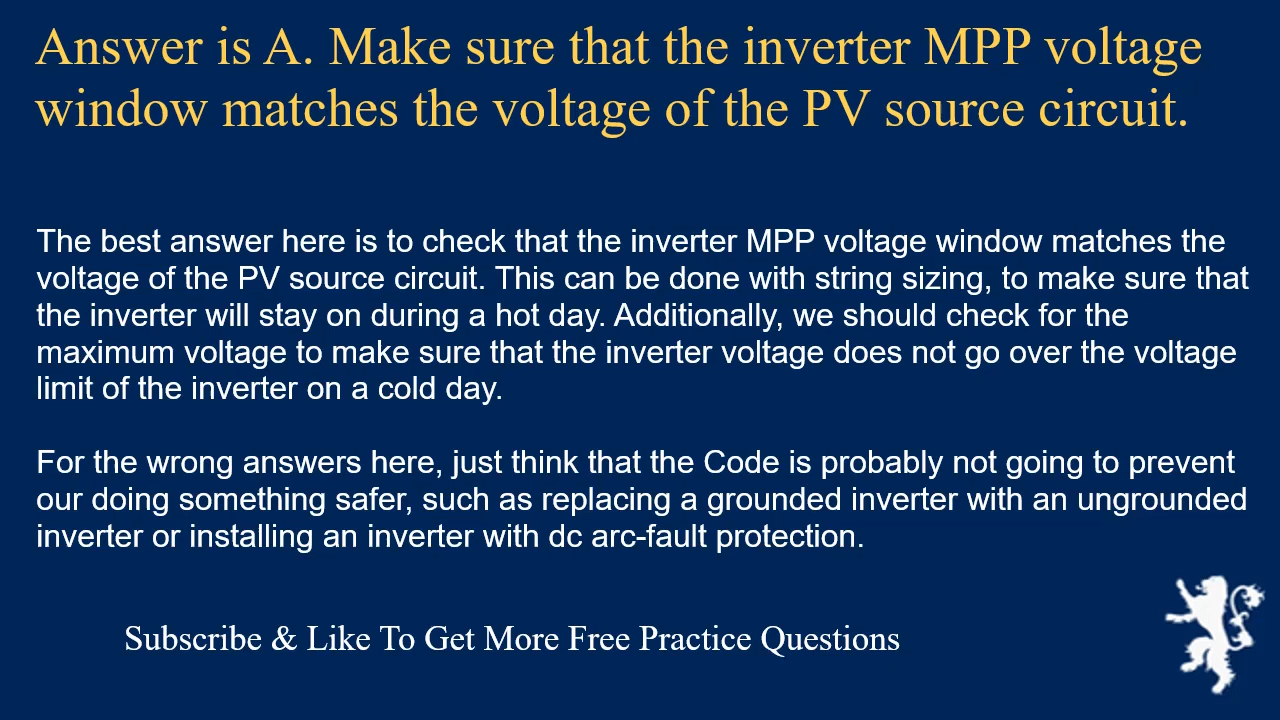 Answer is A. Make sure that the inverter MPP voltage
window matches the voltage of the PV source circuit.
The best answer here is to check that the inverter MPP voltage window matches the
voltage of the PV source circuit. This can be done with string sizing, to make sure that
the inverter will stay on during a hot day. Additionally, we should check for the
maximum voltage to make sure that the inverter voltage does not go over the voltage
limit of the inverter on a cold day.
For the wrong answers here, just think that the Code is probably not going to prevent
our doing something safer, such as replacing a grounded inverter with an ungrounded
inverter or installing an inverter with dc arc-fault protection.
Subscribe & Like To Get More Free Practice Questions